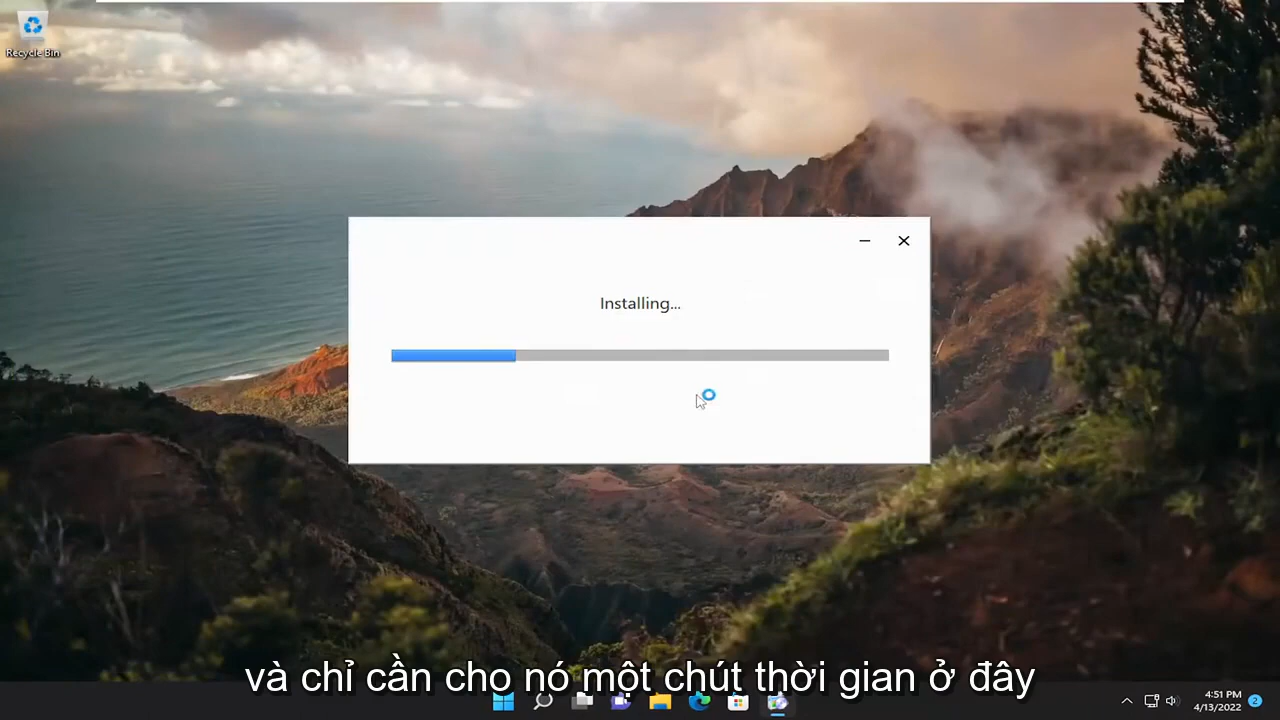 Recycle Bin
Installing...
và chỉ cần cho nó một chút thời gian ở đây
4:51 PM
4/13/2022
2